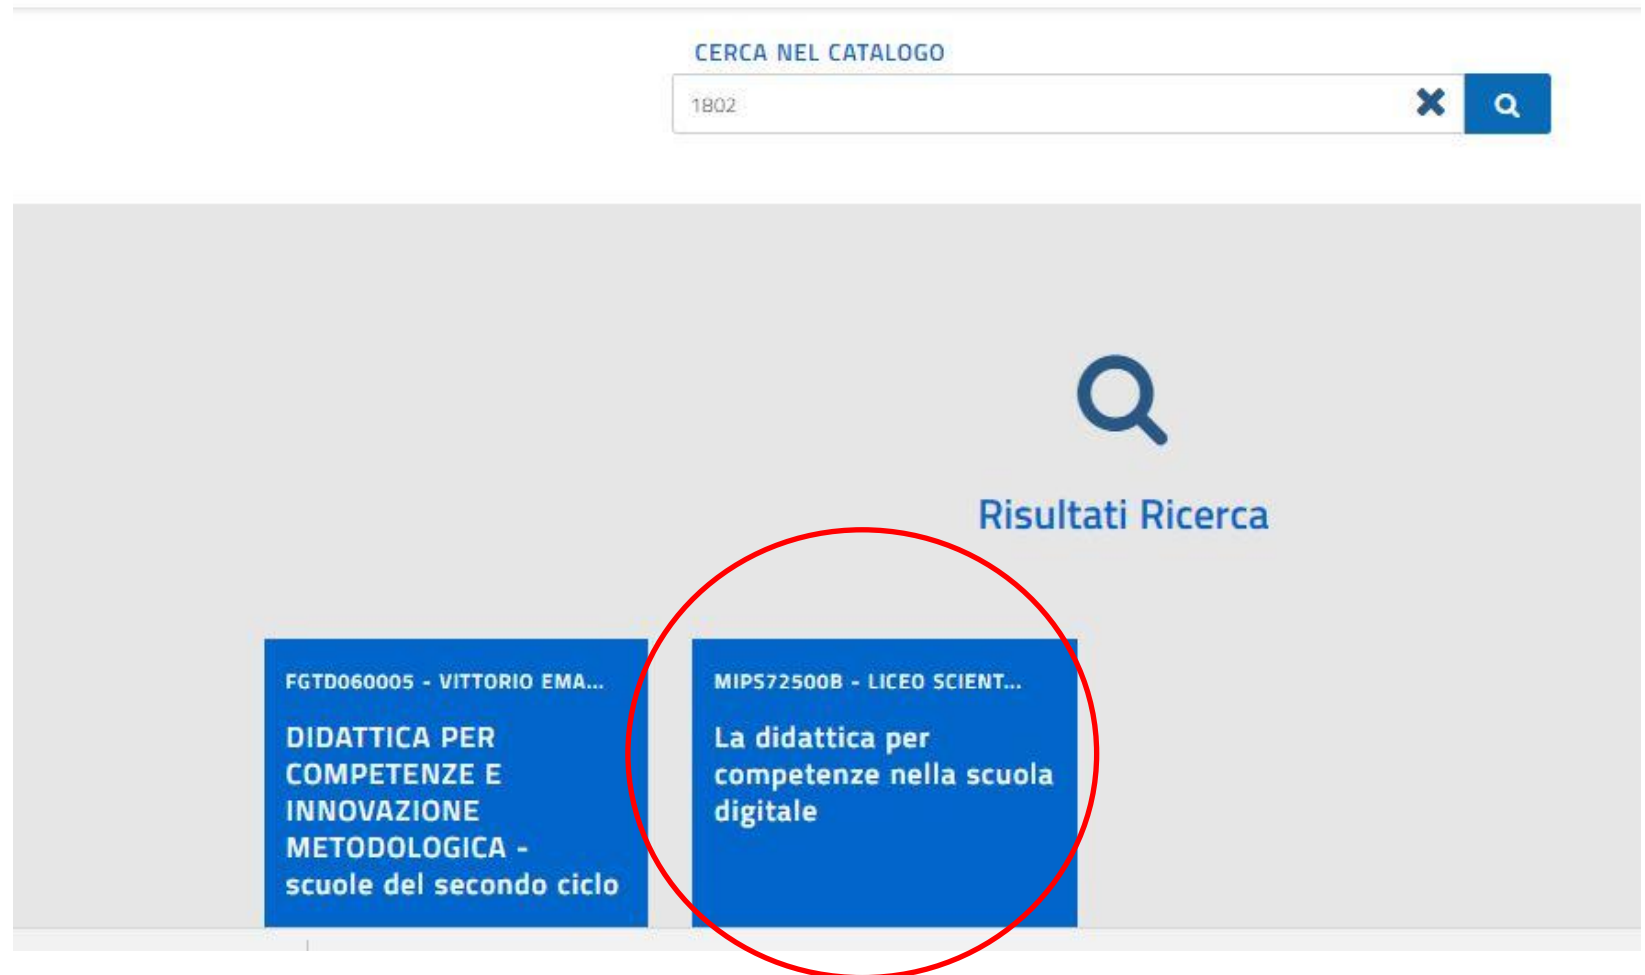 CERCA NEL CATALOGO
1802
Risultati Ricerca
FGTD060005 - VITTORIO EMA...
DIDATTICA PER
COMPETENZE E
INNOVAZIONE
METODOLOGICA -
scuole del secondo ciclo
MIPS72500B - LICEO SCIENT...
La didattica per
competenze nella scuola
digitale